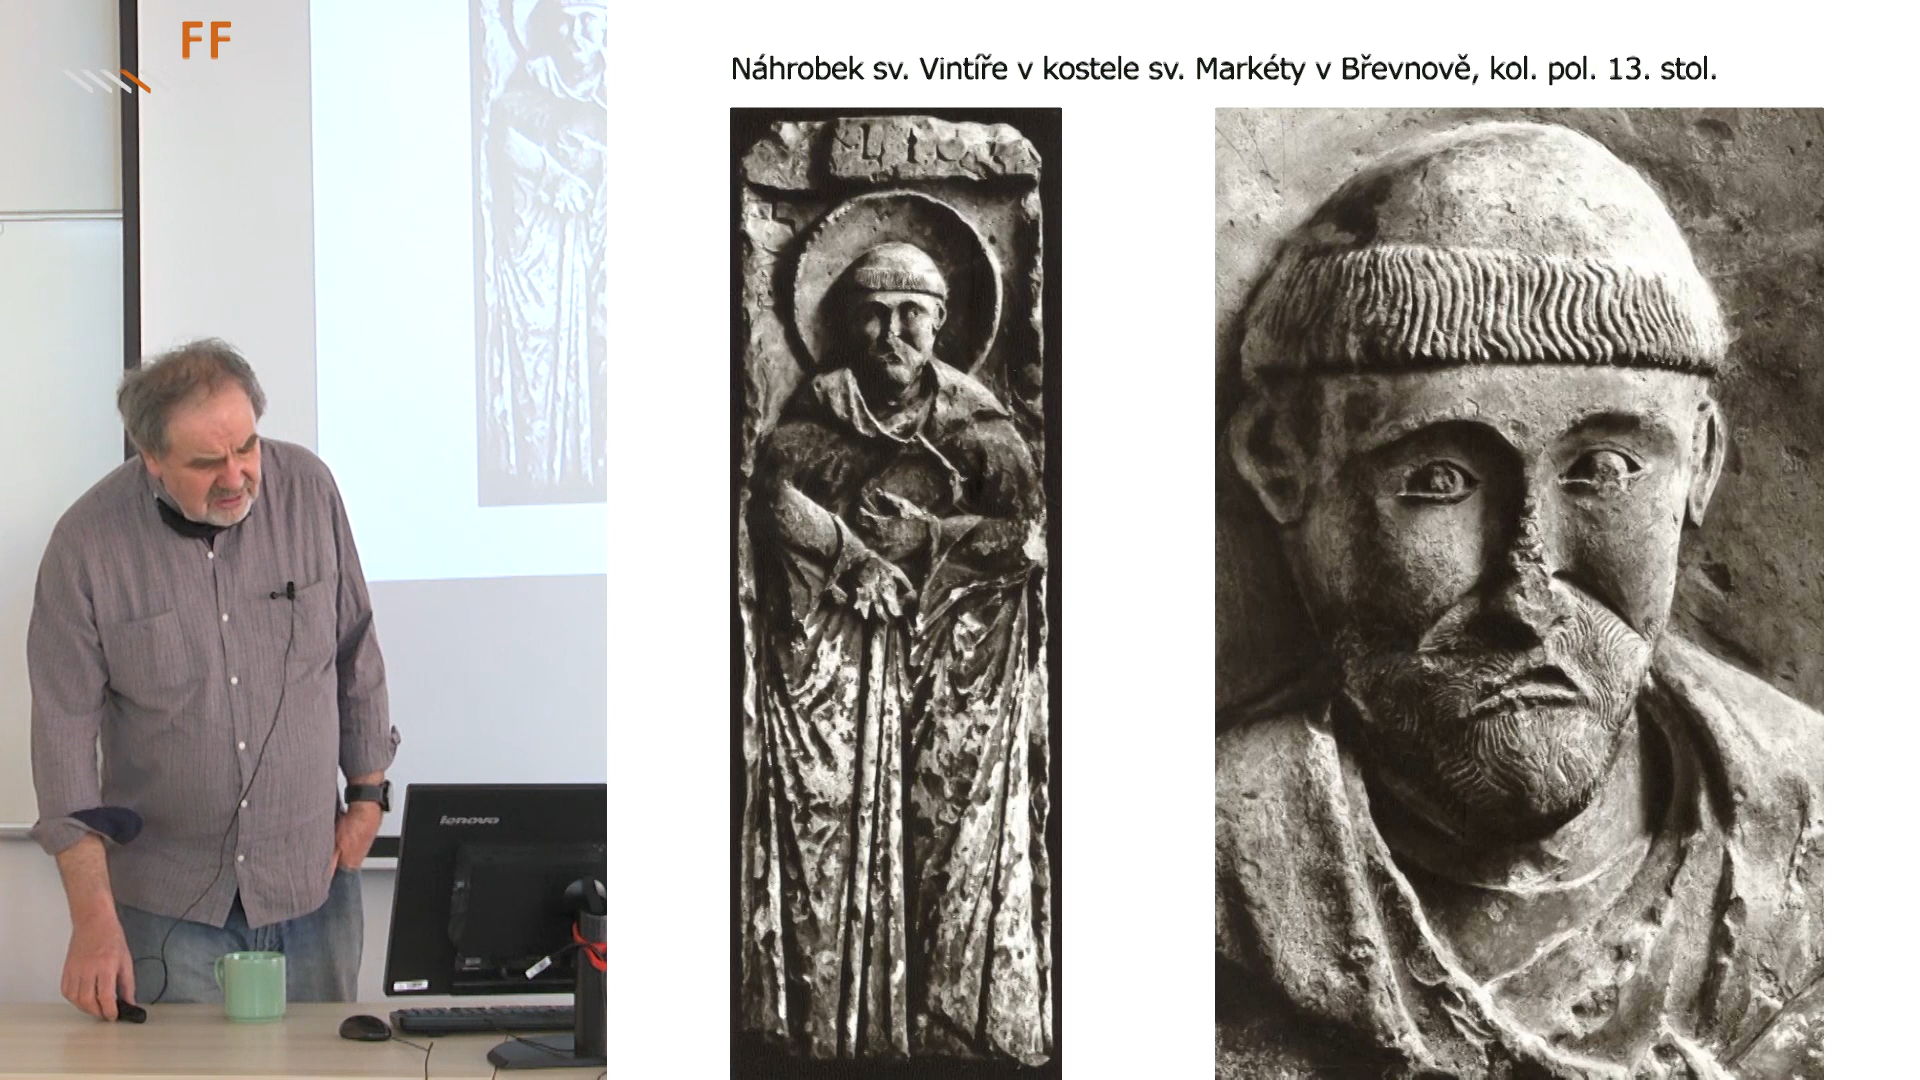 FF
Náhrobek sv. Vintíře v kostele sv. Markéty v Břevnově, kol. pol. 13. stol.
lenovo